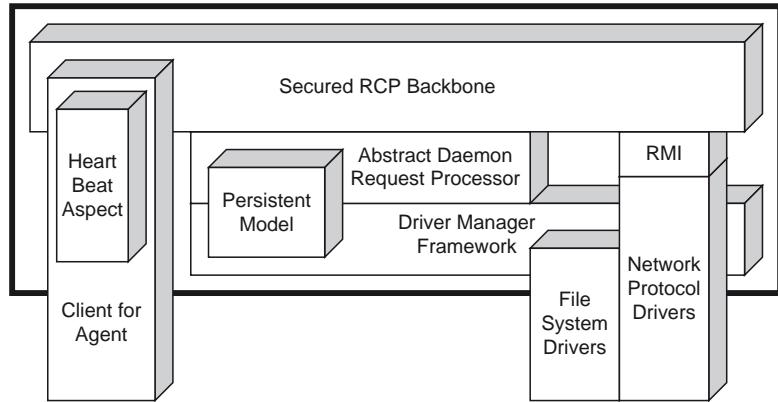 Secured RCP Backbone
Heart
Beat
Aspect
Abstract Daemon
Request Processor
RMI
Persistent
Model
Driver Manager
Framework
Network
Protocol
Drivers
File
System
Drivers
Client for
Agent